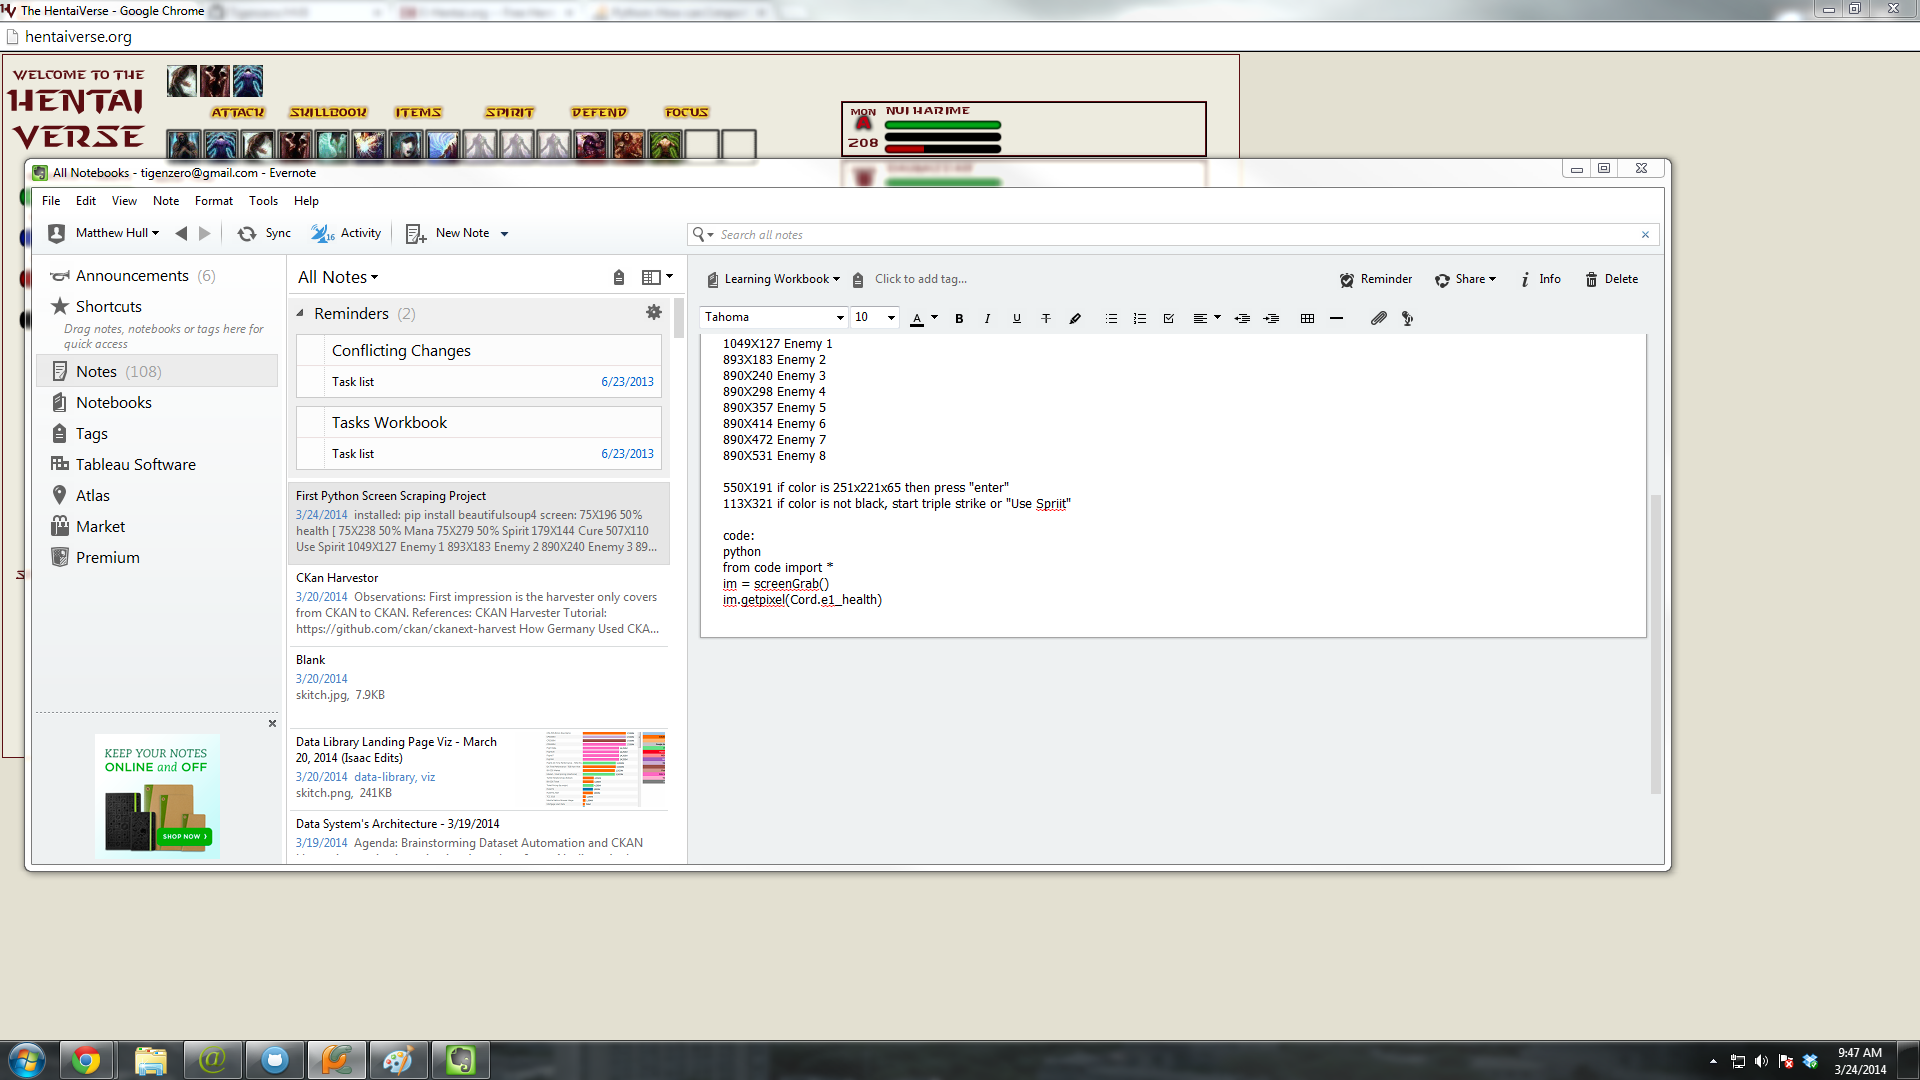 The HentaiVerse - Google Chrome
hentaiverse.org
WELCOME TO THE
HENTAI
VERSE
ATTACK SKILLBOOK ITEMS SPIRIT DEFEND FOCUS
MON
A
208
NUI HARIME
All Notebooks - tigenzero@gmail.com - Evernote
File Edit View Note Format Tools Help
Matthew Hull
Sync
16
Activity
New Note
Search all notes
Announcements (6)
Shortcuts
Drag notes, notebooks or tags here for
quick access
Notes (108)
Notebooks
Tags
Tableau Software
Atlas
Market
Premium
KEEP YOUR NOTES
ONLINE and OFF
SHOP NOW >
All Notes
Reminders (2)
Conflicting Changes
Task list 6/23/2013
Tasks Workbook
Task list 6/23/2013
First Python Screen Scraping Project
3/24/2014 installed: pip install beautifulsoup4 screen: 75X196 50%
health [ 75X238 50% Mana 75X279 50% Spirit 179X144 Cure 507X110
Use Spirit 1049X127 Enemy 1 893X183 Enemy 2 890X240 Enemy 3 89...
CKan Harvestor
3/20/2014 Observations: First impression is the harvester only covers
from CKAN to CKAN. References: CKAN Harvester Tutorial:
https://github.com/ckan/ckanext-harvest How Germany Used CKA...
Blank
3/20/2014
skitch.jpg, 7.9KB
Data Library Landing Page Viz - March
20, 2014 (Isaac Edits)
3/20/2014 data-library, viz
skitch.png, 241KB
Data System's Architecture - 3/19/2014
3/19/2014 Agenda: Brainstorming Dataset Automation and CKAN
Learning Workbook
Click to add tag...
Reminder Share Info Delete
Tahoma 10
1049X127 Enemy 1
893X183 Enemy 2
890X240 Enemy 3
890X298 Enemy 4
890X357 Enemy 5
890X414 Enemy 6
890X472 Enemy 7
890X531 Enemy 8
550X191 if color is 251x221x65 then press "enter"
113X321 if color is not black, start triple strike or "Use Spriit"
code:
python
from code import *
im = screenGrab()
im.getpixel(Cord.e1_health)
9:47 AM
3/24/2014